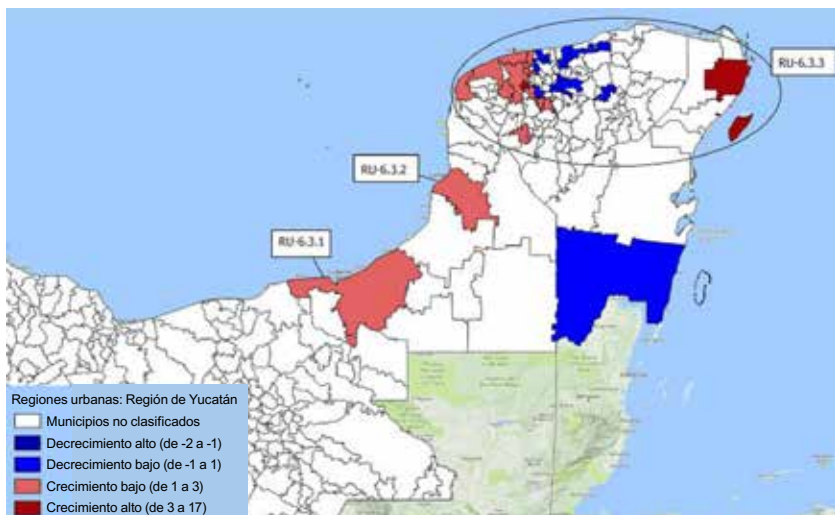 RU-6.3.3
RU-6.3.2
RU-6.3.1
Regiones urbanas: Región de Yucatán
Municipios no clasificados
Decrecimiento alto (de -2 a -1)
Decrecimiento bajo (de -1 a 1)
Crecimiento bajo (de 1 a 3)
Crecimiento alto (de 3 a 17)